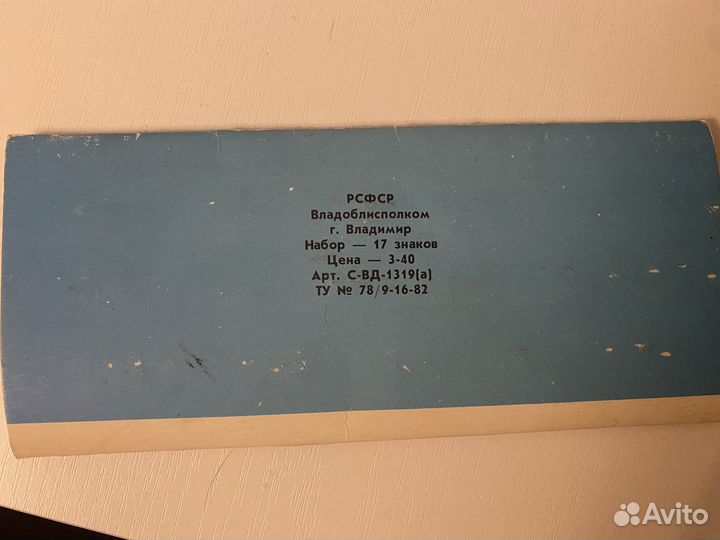 РСФСР
Владоблисполком
г. Владимир
Набор — 17 знаков
Цена — 3-40
Арт. С-ВД-1319(а)
ТУ № 78/9-16-82
Avito